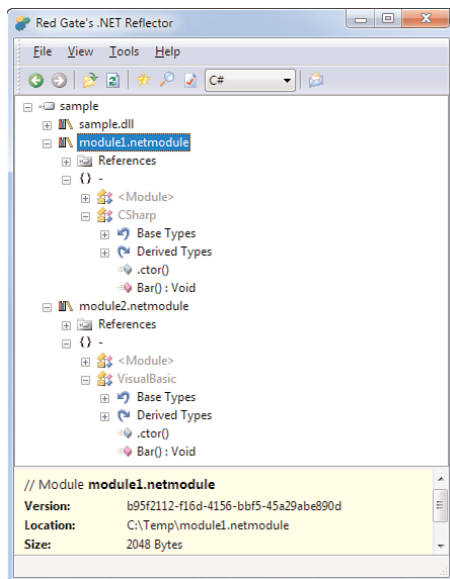 Red Gate's .NET Reflector
File View Tools Help
C#
sample
sample.dll
module1.netmodule
References
{} -
<Module>
CSharp
Base Types
Derived Types
.ctor()
Bar() : Void
module2.netmodule
References
{} -
<Module>
VisualBasic
Base Types
Derived Types
.ctor()
Bar() : Void
// Module module1.netmodule
Version: b95f2112-f16d-4156-bbf5-45a29abe890d
Location: C:\Temp\module1.netmodule
Size: 2048 Bytes